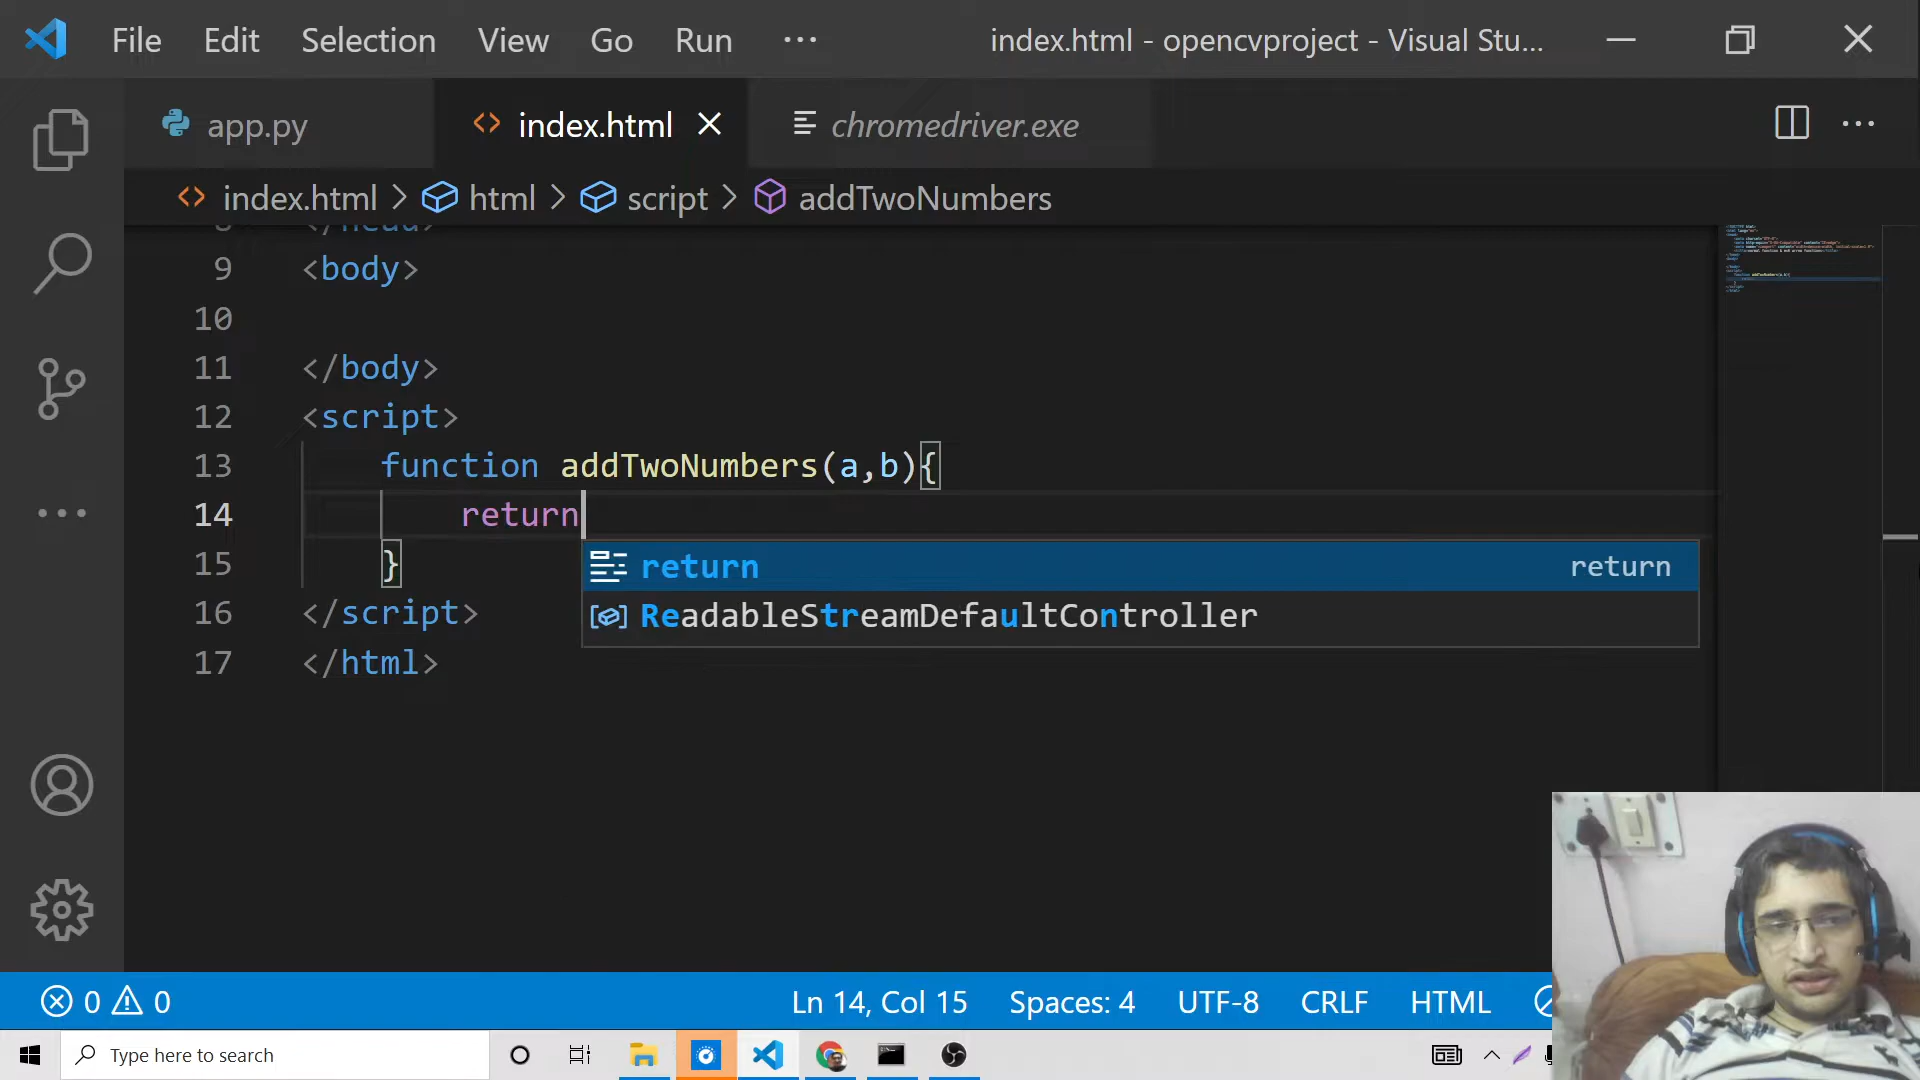 File Edit Selection View Go Run ··· index.html - opencvproject - Visual Stu...
app.py index.html chromedriver.exe
index.html > html > script > addTwoNumbers
9 <body>
10
11 </body>
12 <script>
13 function addTwoNumbers(a,b){
14 return
15 }
16 </script>
17 </html>
return return
ReadableStreamDefaultController
0 0 Ln 14, Col 15 Spaces: 4 UTF-8 CRLF HTML
Type here to search